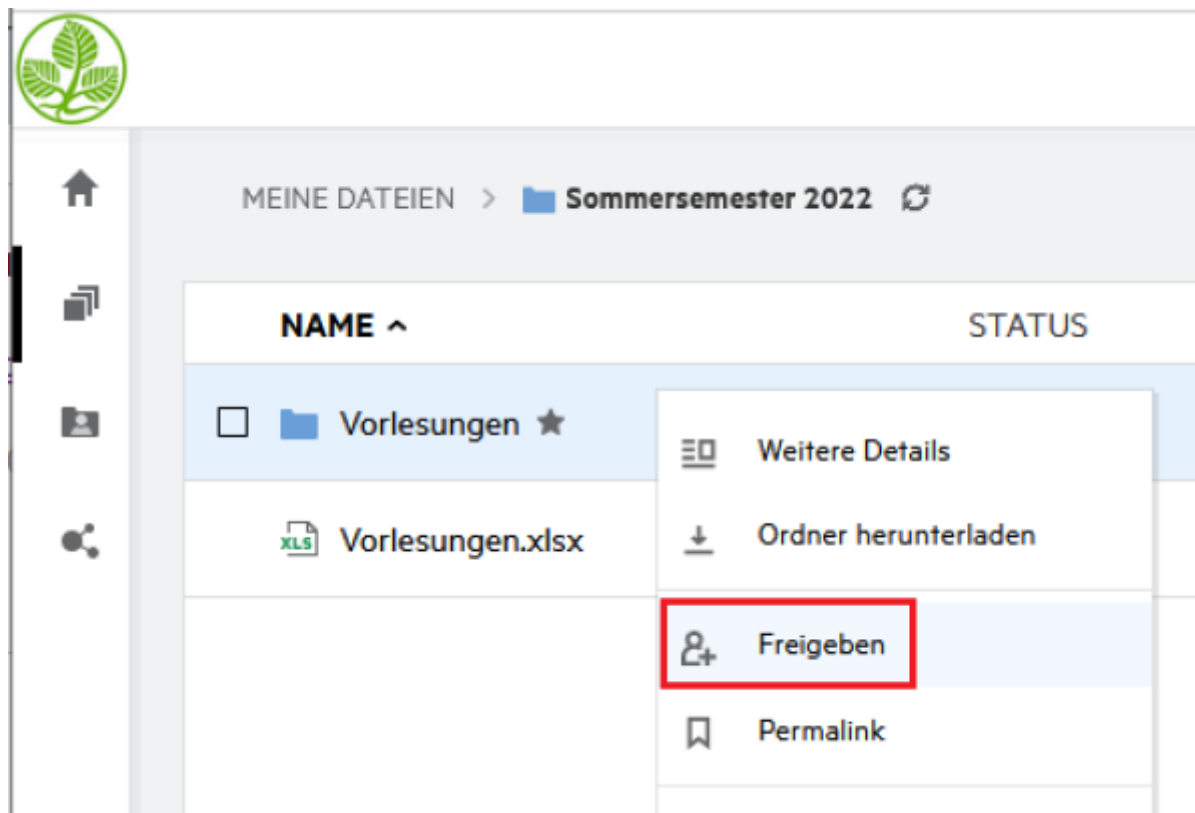 MEINE DATEIEN > Sommersemester 2022
NAME STATUS
Vorlesungen
Weitere Details
XLS Vorlesungen.xlsx
Ordner herunterladen
Freigeben
Permalink